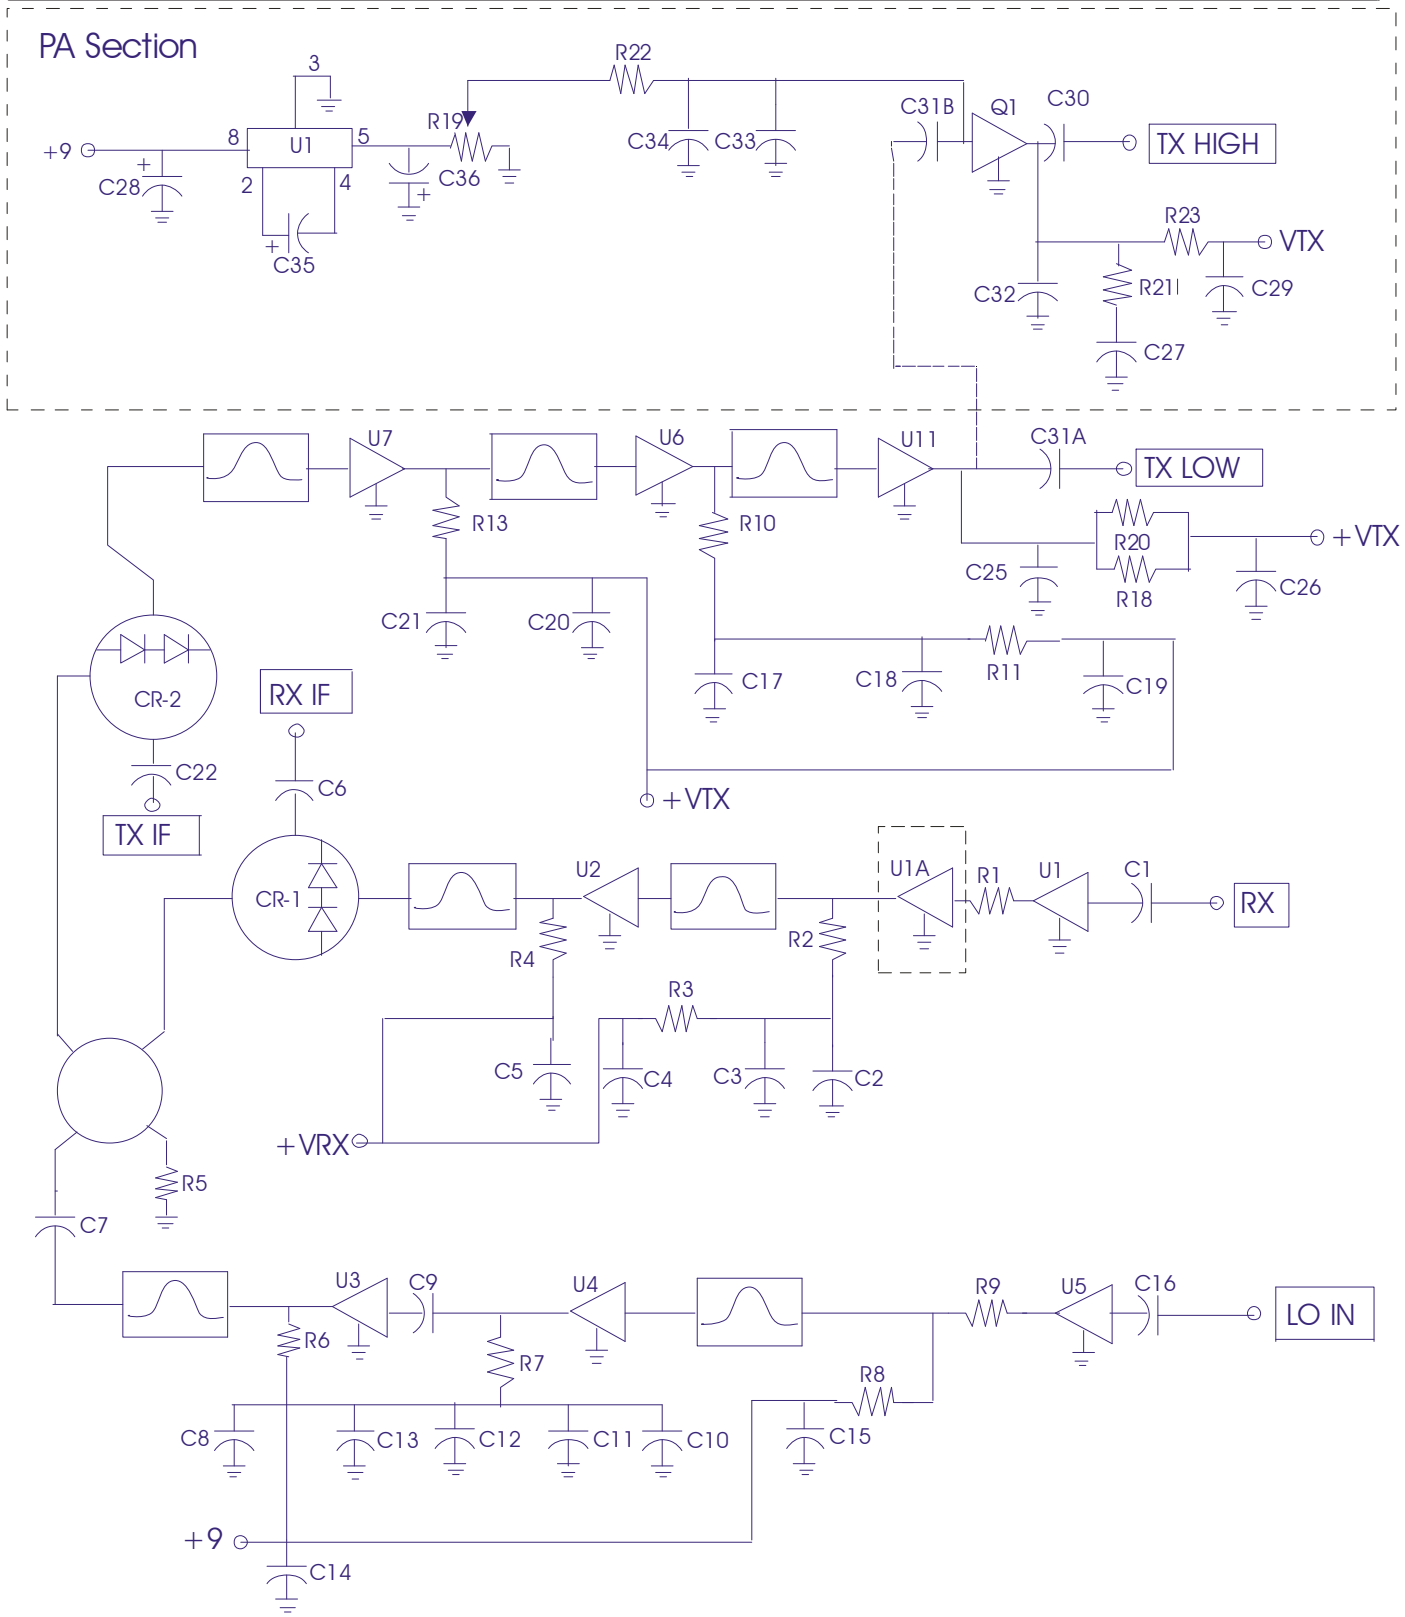 PA Section
3
R22
8
U1
5
R19
C31B
Q1
C30
TX HIGH
+9
+
C28
2
4
C36
+
C34
C33
+
C35
R23
VTX
C32
R21
C29
C27
U7
U6
U11
C31A
TX LOW
R13
R10
R20
+VTX
C25
R18
C26
C21
C20
R11
C17
C18
C19
CR-2
RX IF
C22
C6
+VTX
TX IF
U2
U1A
R1
U1
C1
CR-1
RX
R4
R2
R3
C5
C4
C3
C2
+VRX
R5
C7
U3
C9
U4
R9
U5
C16
LO IN
R6
R7
R8
C8
C13
C12
C11
C10
C15
+9
C14